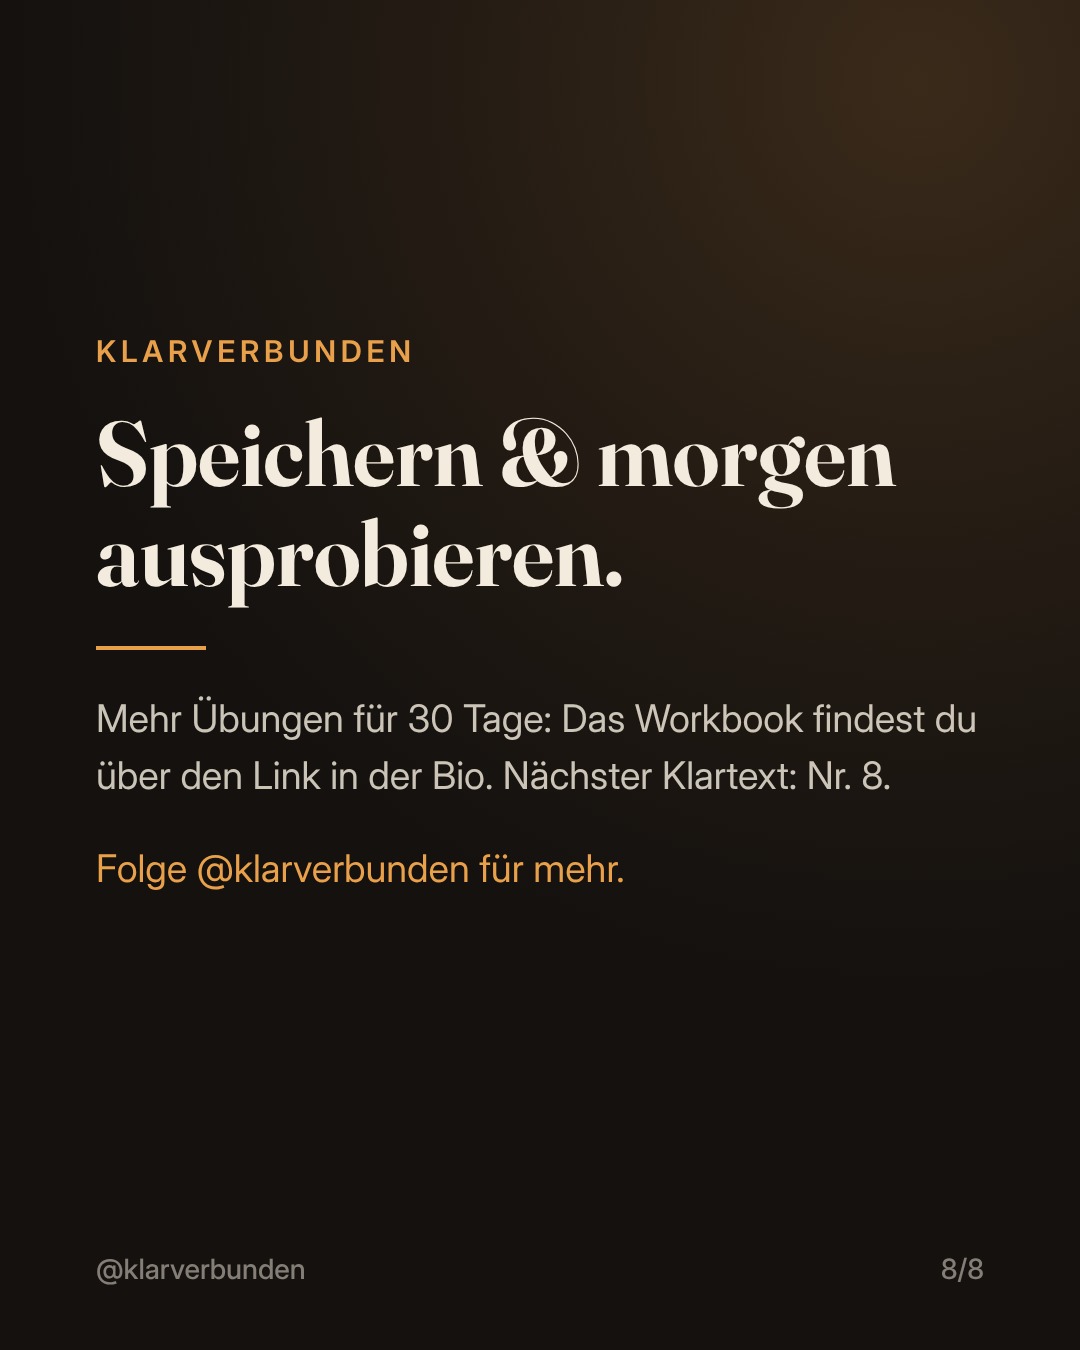 KLARVERBUNDEN
Speichern & morgen
ausprobieren.
Mehr Übungen für 30 Tage: Das Workbook findest du
über den Link in der Bio. Nächster Klartext: Nr. 8.
Folge @klarverbunden für mehr.
@klarverbunden
8/8